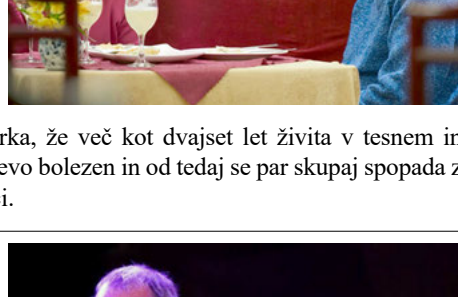 rka, že več kot dvajset let živita v tesnem in
evo bolezen in od tedaj se par skupaj spopada z
i.